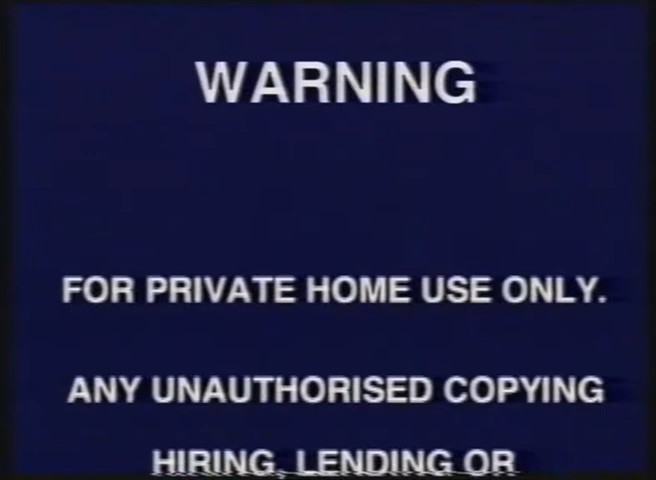 WARNING
FOR PRIVATE HOME USE ONLY.
ANY UNAUTHORISED COPYING
HIRING, LENDING OR